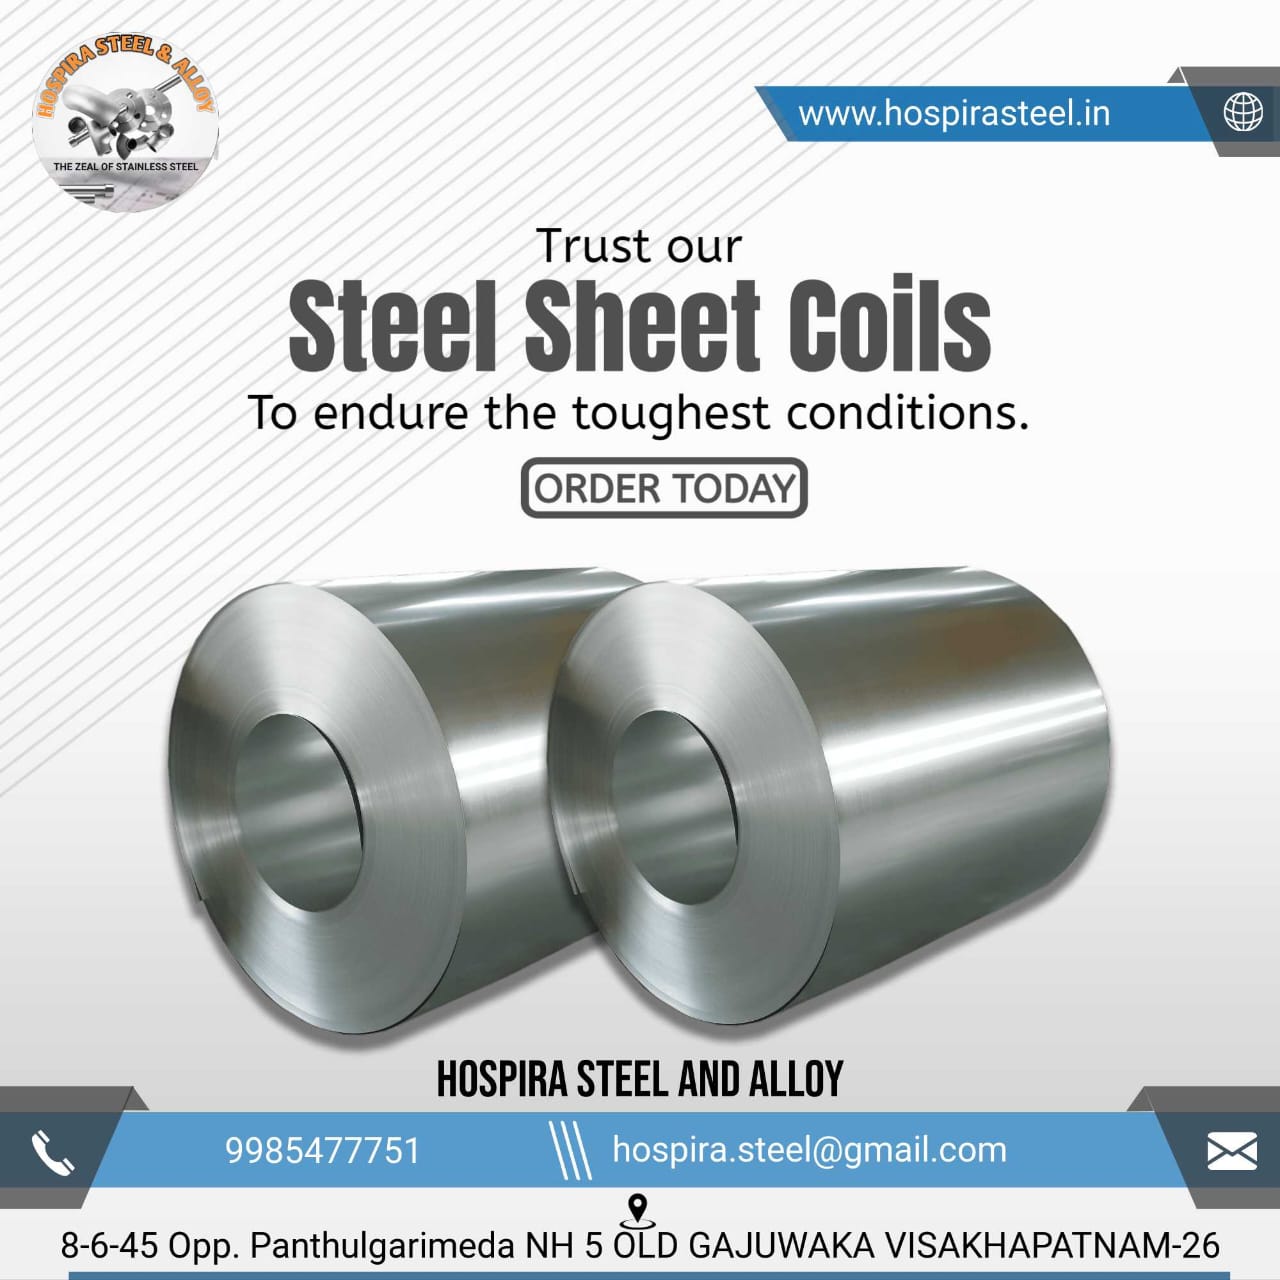 HOSPIRA STEEL & ALLOY
THE ZEAL OF STAINLESS STEEL
www.hospirasteel.in
Trust our
Steel Sheet Coils
To endure the toughest conditions.
ORDER TODAY
HOSPIRA STEEL AND ALLOY
9985477751
hospira.steel@gmail.com
8-6-45 Opp. Panthulgarimeda NH 5 OLD GAJUWAKA VISAKHAPATNAM-26